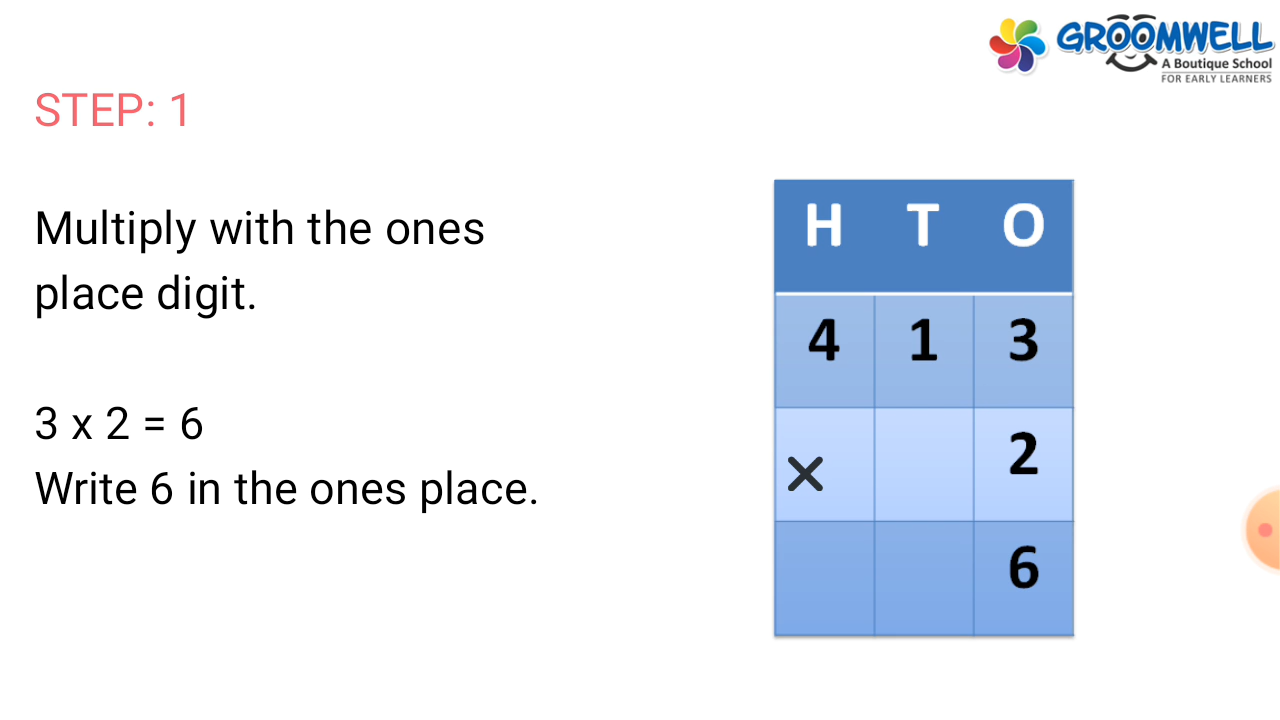 GROOMWELL
A Boutique School
FOR EARLY LEARNERS
STEP: 1
Multiply with the ones
place digit.
3 x 2 = 6
Write 6 in the ones place.
H T O
4 1 3
× 2
6